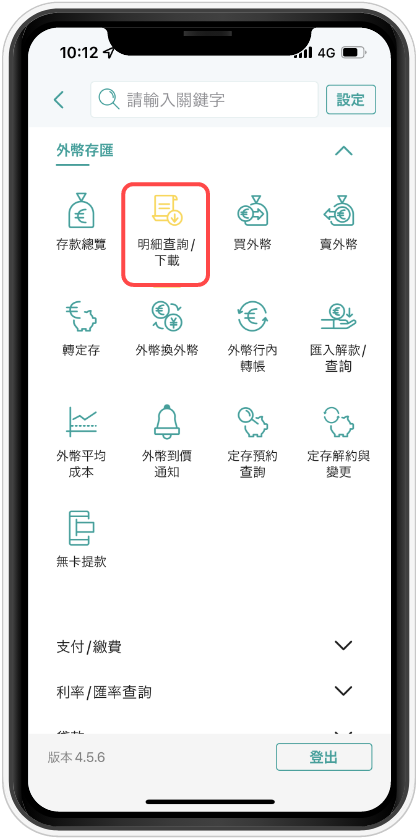 10:12 4G
請輸入關鍵字 設定
外幣存匯
存款總覽 明細查詢/ 買外幣 賣外幣
下載
轉定存 外幣換外幣 外幣行內 匯入解款/
轉帳 查詢
外幣平均 外幣到價 定存預約 定存解約與
成本 通知 查詢 變更
無卡提款
支付/繳費
利率/匯率查詢
版本 4.5.6 登出